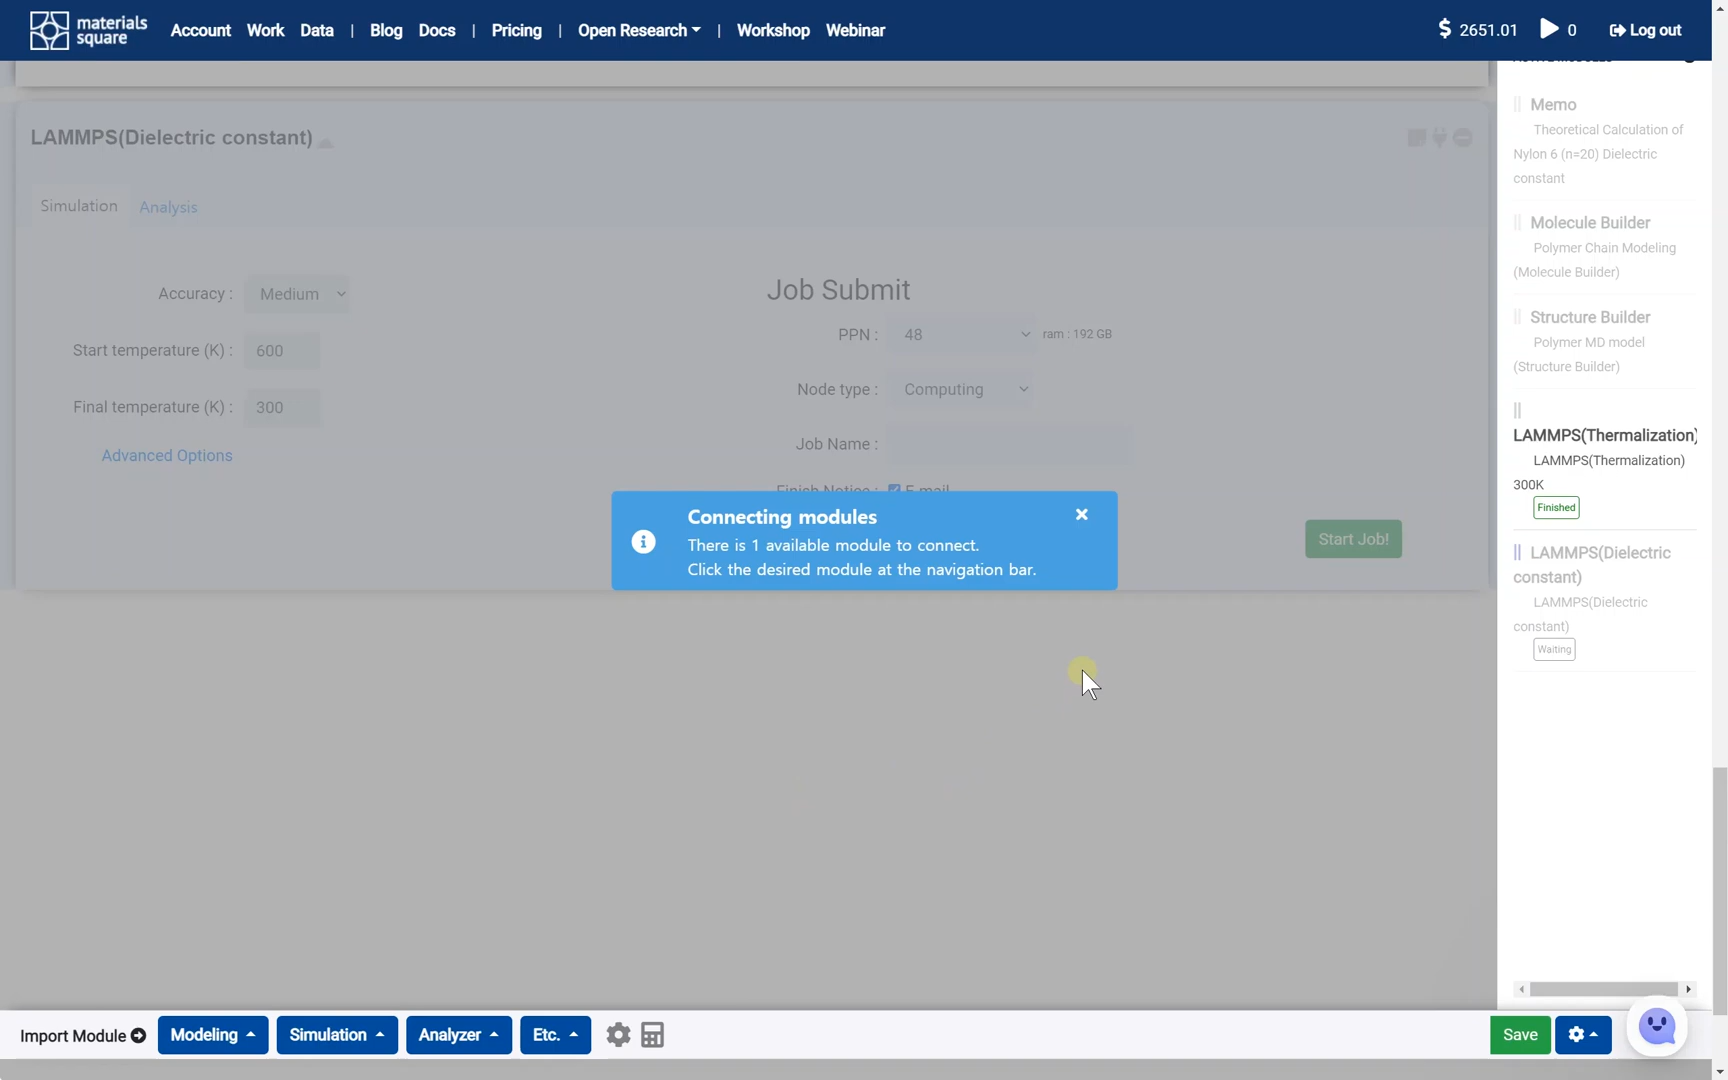 materials
square
Account Work Data | Blog Docs | Pricing | Open Research | Workshop Webinar
$ 2651.01 0 Log out
LAMMPS(Dielectric constant)
Simulation Analysis
Accuracy : Medium
Start temperature (K) : 600
Final temperature (K) : 300
Advanced Options
Job Submit
PPN : 48 ram : 192 GB
Node type : Computing
Job Name :
Finish Notice : E-mail
Start Job!
Connecting modules
There is 1 available module to connect.
Click the desired module at the navigation bar.
Memo
Theoretical Calculation of
Nylon 6 (n=20) Dielectric
constant
Molecule Builder
Polymer Chain Modeling
(Molecule Builder)
Structure Builder
Polymer MD model
(Structure Builder)
LAMMPS(Thermalization)
LAMMPS(Thermalization)
300K
Finished
LAMMPS(Dielectric
constant)
LAMMPS(Dielectric
constant)
Waiting
Import Module Modeling Simulation Analyzer Etc.
Save